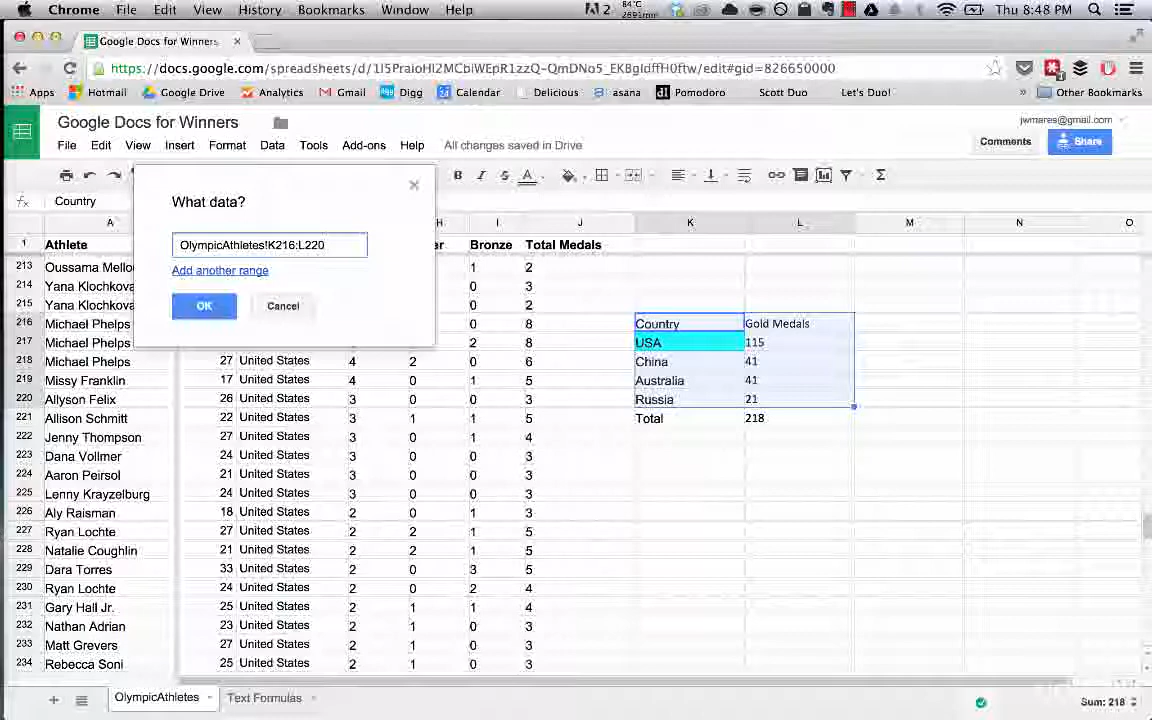 Chrome File Edit View History Bookmarks Window Help 2 84°C 2691rpm Thu 8:48 PM
Google Docs for Winners
https://docs.google.com/spreadsheets/d/1I5PraioHl2MCbiWEpR1zzQ-QmDNo5_EKBgIdffH0ftw/edit#gid=826650000
Apps Hotmail Google Drive Analytics Gmail Digg Calendar Delicious asana Pomodoro Scott Duo Let's Duo! » Other Bookmarks
Google Docs for Winners jwmares@gmail.com
File Edit View Insert Format Data Tools Add-ons Help All changes saved in Drive Comments Share
What data?
fx Country
OlympicAthletes!K216:L220
Add another range
OK Cancel
A H I J K L M N O
1 Athlete er Bronze Total Medals
213 Oussama Mello 1 2
214 Yana Klochkova 0 3
215 Yana Klochkova 0 2
216 Michael Phelps 0 8 Country Gold Medals
217 Michael Phelps 2 8 USA 115
218 Michael Phelps 27 United States 4 2 0 6 China 41
219 Missy Franklin 17 United States 4 0 1 5 Australia 41
220 Allyson Felix 26 United States 3 0 0 3 Russia 21
221 Allison Schmitt 22 United States 3 1 1 5 Total 218
222 Jenny Thompson 27 United States 3 0 1 4
223 Dana Vollmer 24 United States 3 0 0 3
224 Aaron Peirsol 21 United States 3 0 0 3
225 Lenny Krayzelburg 24 United States 3 0 0 3
226 Aly Raisman 18 United States 2 0 1 3
227 Ryan Lochte 27 United States 2 2 1 5
228 Natalie Coughlin 21 United States 2 2 1 5
229 Dara Torres 33 United States 2 0 3 5
230 Ryan Lochte 24 United States 2 0 2 4
231 Gary Hall Jr. 25 United States 2 1 1 4
232 Nathan Adrian 23 United States 2 1 0 3
233 Matt Grevers 27 United States 2 1 0 3
234 Rebecca Soni 25 United States 2 1 0 3
OlympicAthletes Text Formulas Sum: 218